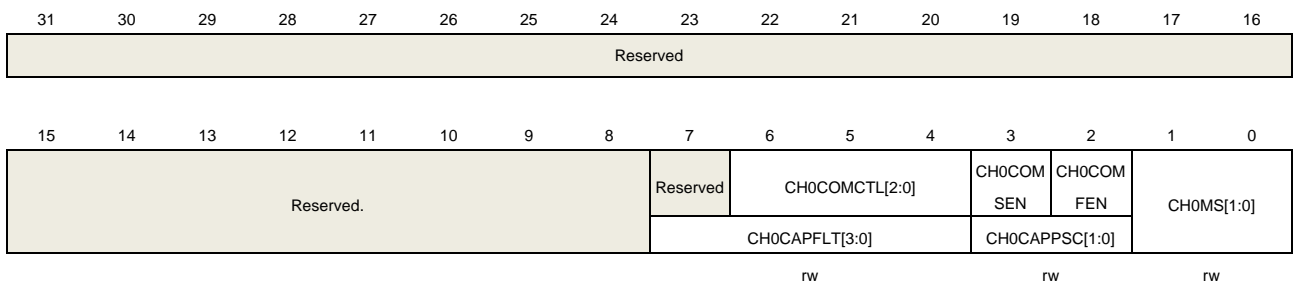 31 30 29 28 27 26 25 24 23 22 21 20 19 18 17 16
Reserved
15 14 13 12 11 10 9 8 7 6 5 4 3 2 1 0
Reserved.
Reserved
CH0COMCTL[2:0]
CH0COM
SEN
CH0COM
FEN
CH0MS[1:0]
CH0CAPFLT[3:0]
CH0CAPPSC[1:0]
rw rw rw